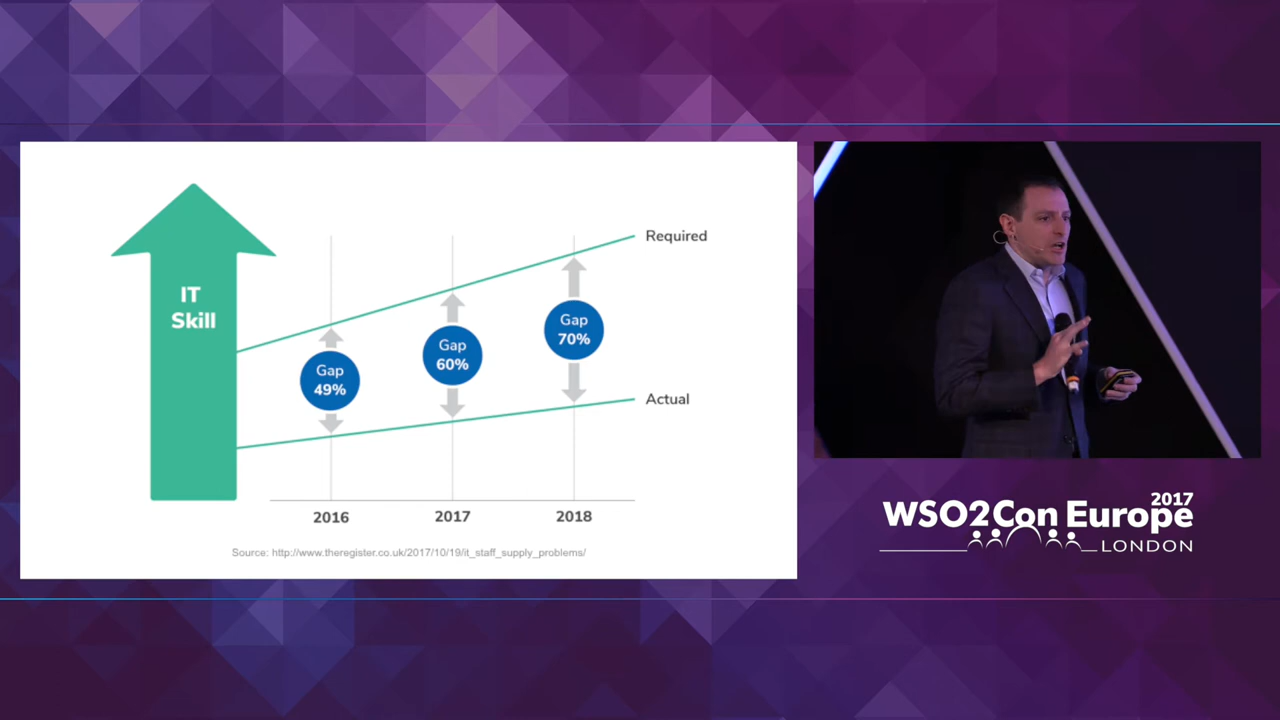 IT
Skill
Required
Gap
70%
Gap
60%
Gap
49%
Actual
2016
2017
2018
Source: http://www.theregister.co.uk/2017/10/19/it_staff_supply_problems/
2017
WSO2Con Europe
LONDON